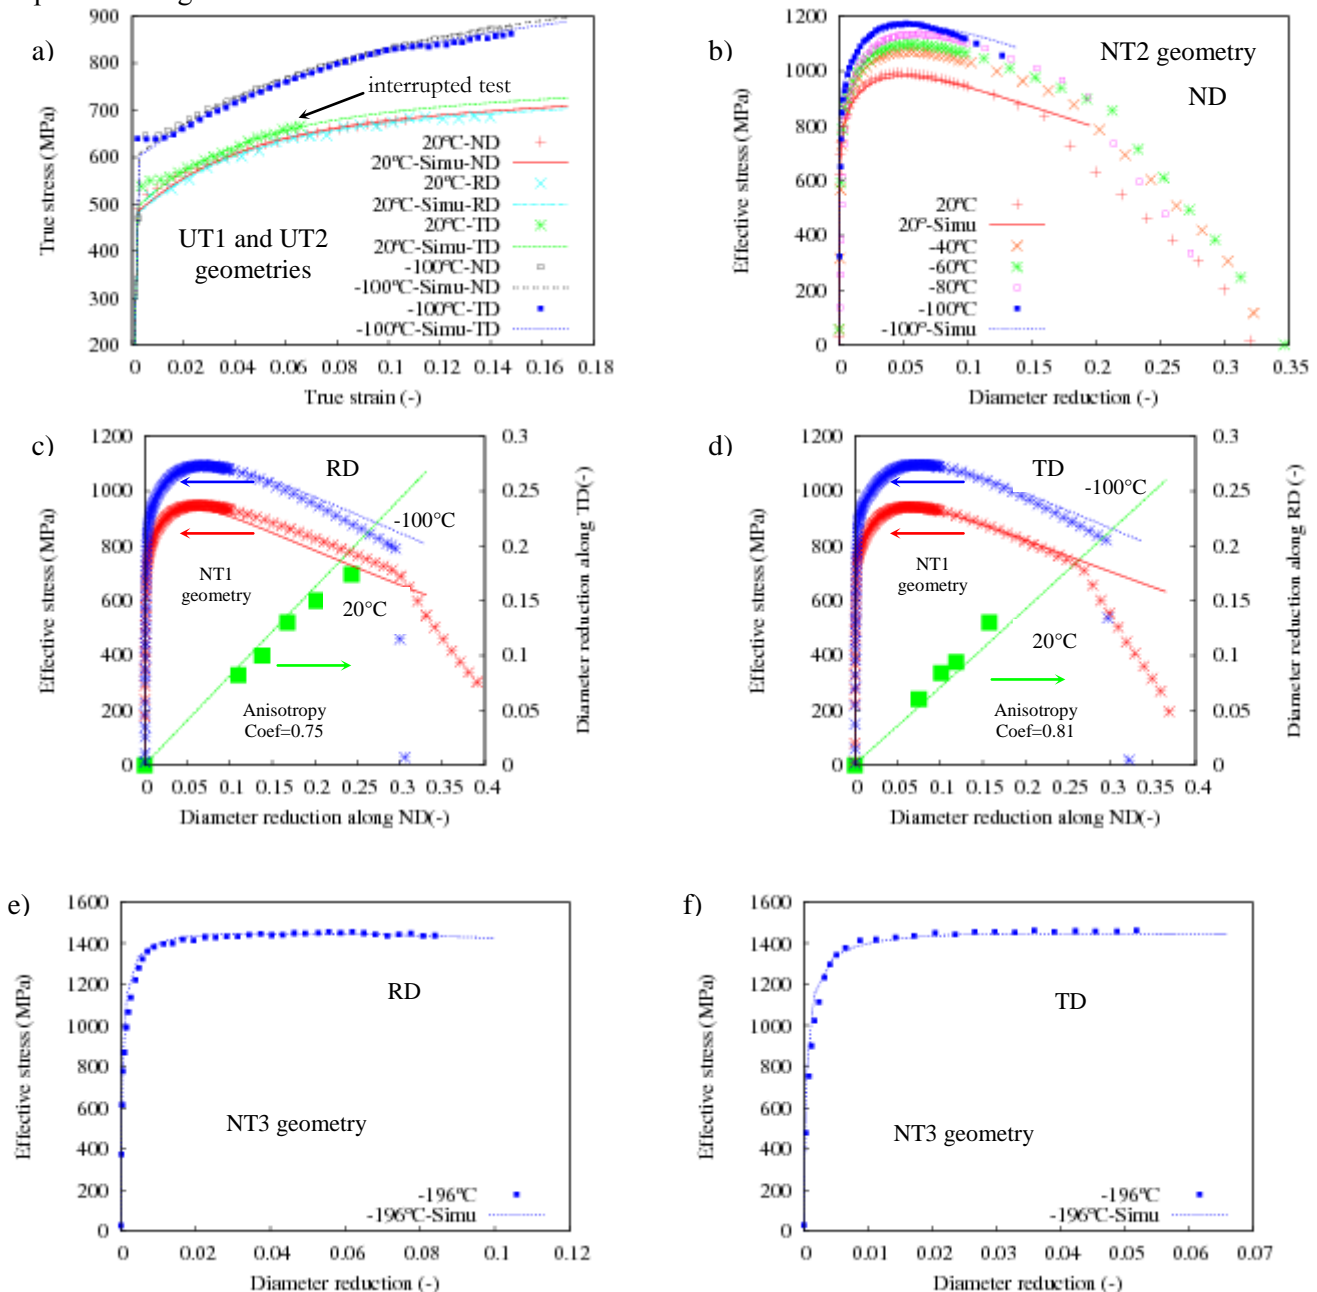 a)
900
800
700
600
500
400
300
200
True stress (MPa)
interrupted test
20°C-ND
20°C-Simu-ND
20°C-RD
20°C-Simu-RD
20°C-TD
20°C-Simu-TD
-100°C-ND
-100°C-Simu-ND
-100°C-TD
-100°C-Simu-TD
UT1 and UT2
geometries
0 0.02 0.04 0.06 0.08 0.1 0.12 0.14 0.16 0.18
True strain (-)
b)
1200
1000
800
600
400
200
0
Effective stress (MPa)
NT2 geometry
ND
20°C
20°-Simu
-40°C
-60°C
-80°C
-100°C
-100°-Simu
0 0.05 0.1 0.15 0.2 0.25 0.3 0.35
Diameter reduction (-)
c)
1200
1000
800
600
400
200
0
Effective stress (MPa)
RD
-100°C
NT1
geometry
20°C
Anisotropy
Coef=0.75
0.3
0.25
0.2
0.15
0.1
0.05
0
Diameter reduction along TD(-)
0 0.05 0.1 0.15 0.2 0.25 0.3 0.35 0.4
Diameter reduction along ND(-)
d)
1200
1000
800
600
400
200
0
Effective stress (MPa)
TD
-100°C
NT1
geometry
20°C
Anisotropy
Coef=0.81
0.3
0.25
0.2
0.15
0.1
0.05
0
Diameter reduction along RD (-)
0 0.05 0.1 0.15 0.2 0.25 0.3 0.35 0.4
Diameter reduction along ND(-)
e)
1600
1400
1200
1000
800
600
400
200
0
Effective stress (MPa)
RD
NT3 geometry
-196°C
-196°C-Simu
0 0.02 0.04 0.06 0.08 0.1 0.12
Diameter reduction (-)
f)
1600
1400
1200
1000
800
600
400
200
0
Effective stress (MPa)
TD
NT3 geometry
-196°C
-196°C-Simu
0 0.01 0.02 0.03 0.04 0.05 0.06 0.07
Diameter reduction (-)